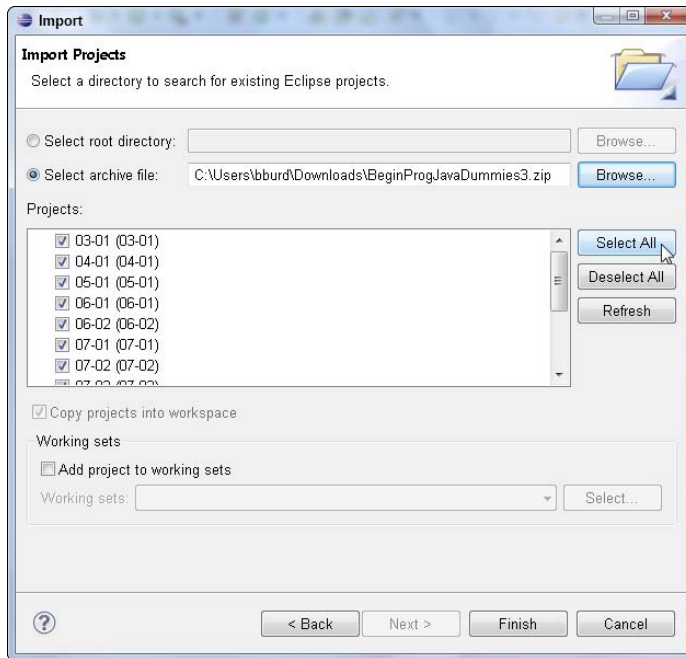 Import
Import Projects
Select a directory to search for existing Eclipse projects.
Select root directory: Browse...
Select archive file: C:\Users\bburd\Downloads\BeginProgJavaDummies3.zip Browse...
Projects:
03-01 (03-01)
04-01 (04-01)
05-01 (05-01)
06-01 (06-01)
06-02 (06-02)
07-01 (07-01)
07-02 (07-02)
Select All
Deselect All
Refresh
Copy projects into workspace
Working sets
Add project to working sets
Working sets: Select...
? < Back Next > Finish Cancel